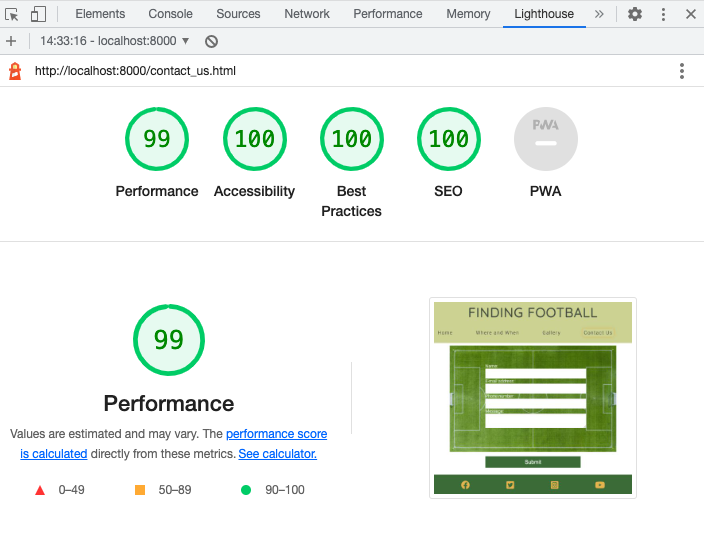 Elements Console Sources Network Performance Memory Lighthouse »
14:33:16 - localhost:8000
http://localhost:8000/contact_us.html
99 100 100 100 PWA
Performance Accessibility Best Practices SEO PWA
99
Performance
Values are estimated and may vary. The performance score
is calculated directly from these metrics. See calculator.
0–49 50–89 90–100
FINDING FOOTBALL
Home Where and When Gallery Contact Us
Name
Email address
Phone number
Message
Submit